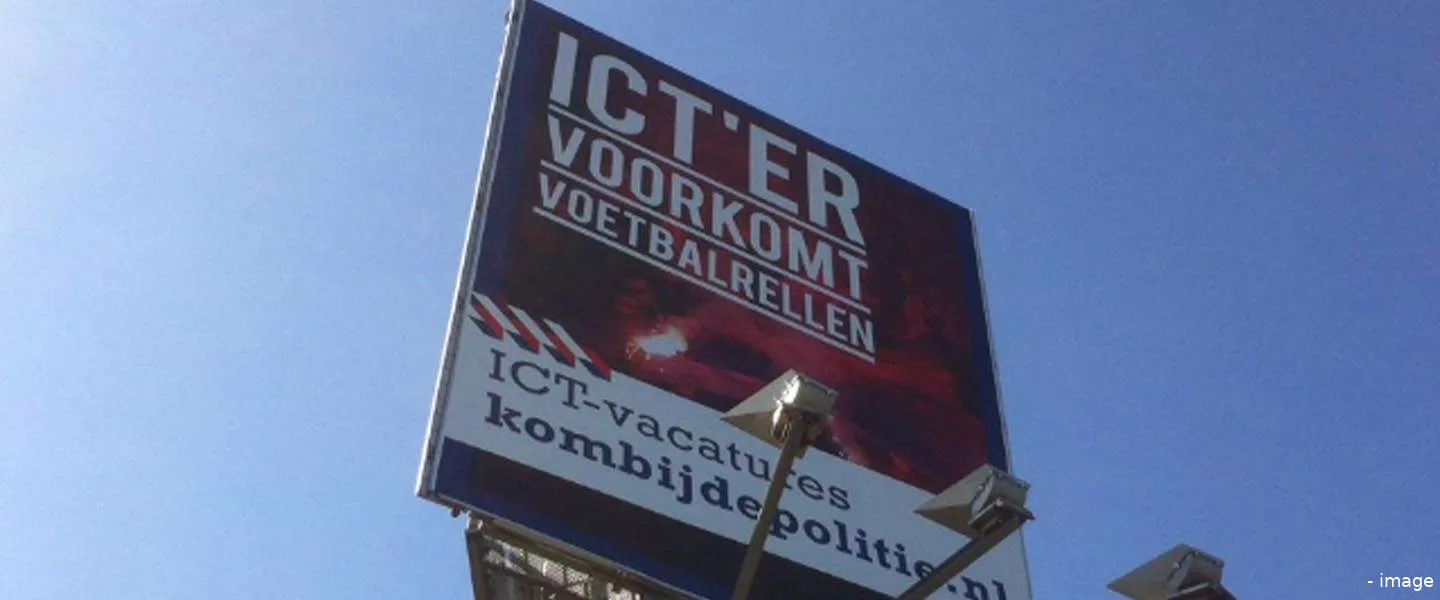 ICT'ER
VOORKOMT
VOETBALRELLEN
ICT-vacatures
kombijdepolitie.nl
- image